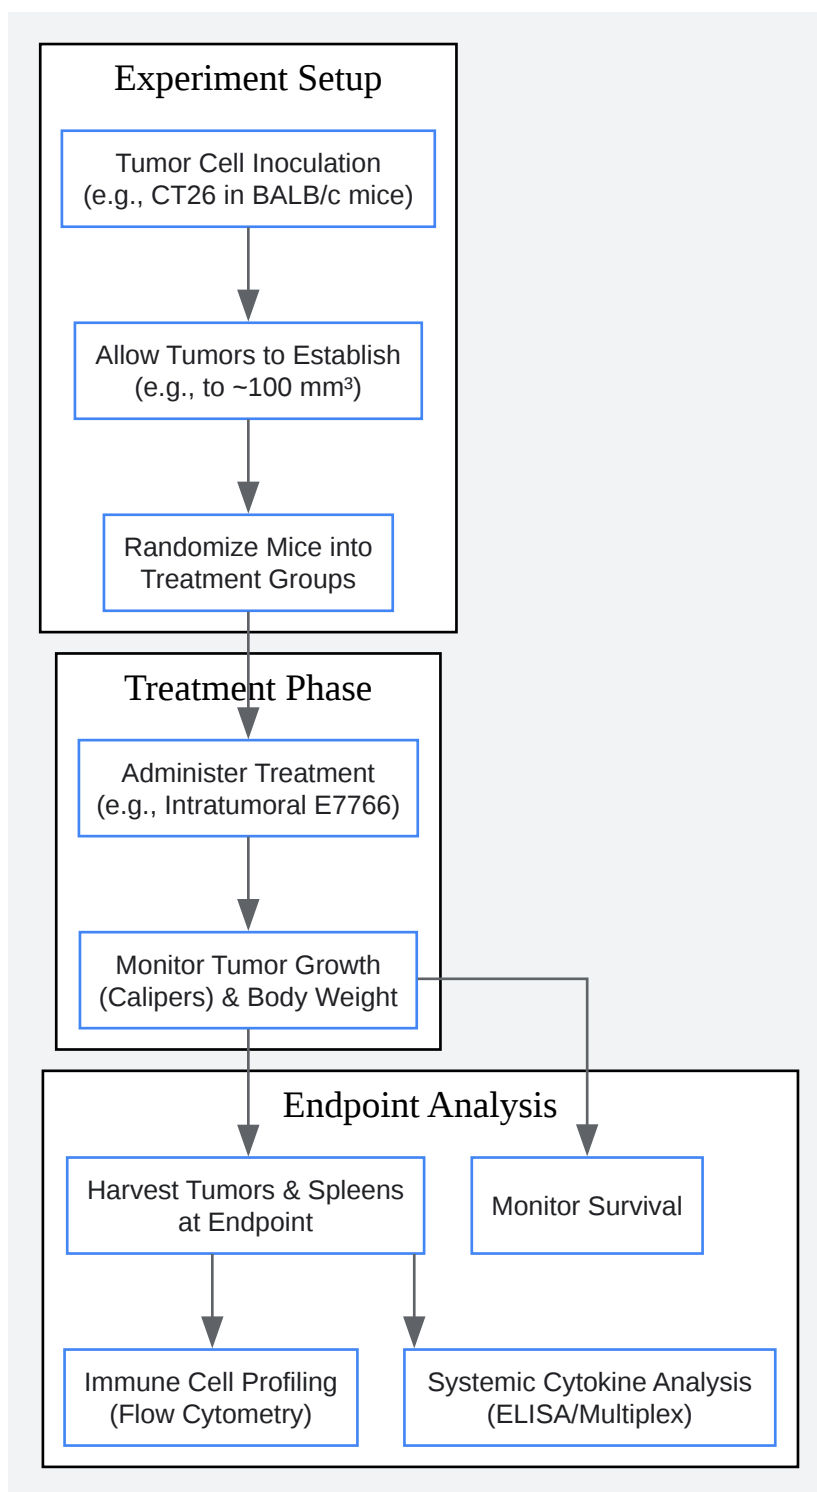 Experiment Setup
Tumor Cell Inoculation
(e.g., CT26 in BALB/c mice)
Allow Tumors to Establish
(e.g., to ~100 mm³)
Randomize Mice into
Treatment Groups
Treatment Phase
Administer Treatment
(e.g., Intratumoral E7766)
Monitor Tumor Growth
(Calipers) & Body Weight
Endpoint Analysis
Harvest Tumors & Spleens
at Endpoint
Monitor Survival
Immune Cell Profiling
(Flow Cytometry)
Systemic Cytokine Analysis
(ELISA/Multiplex)